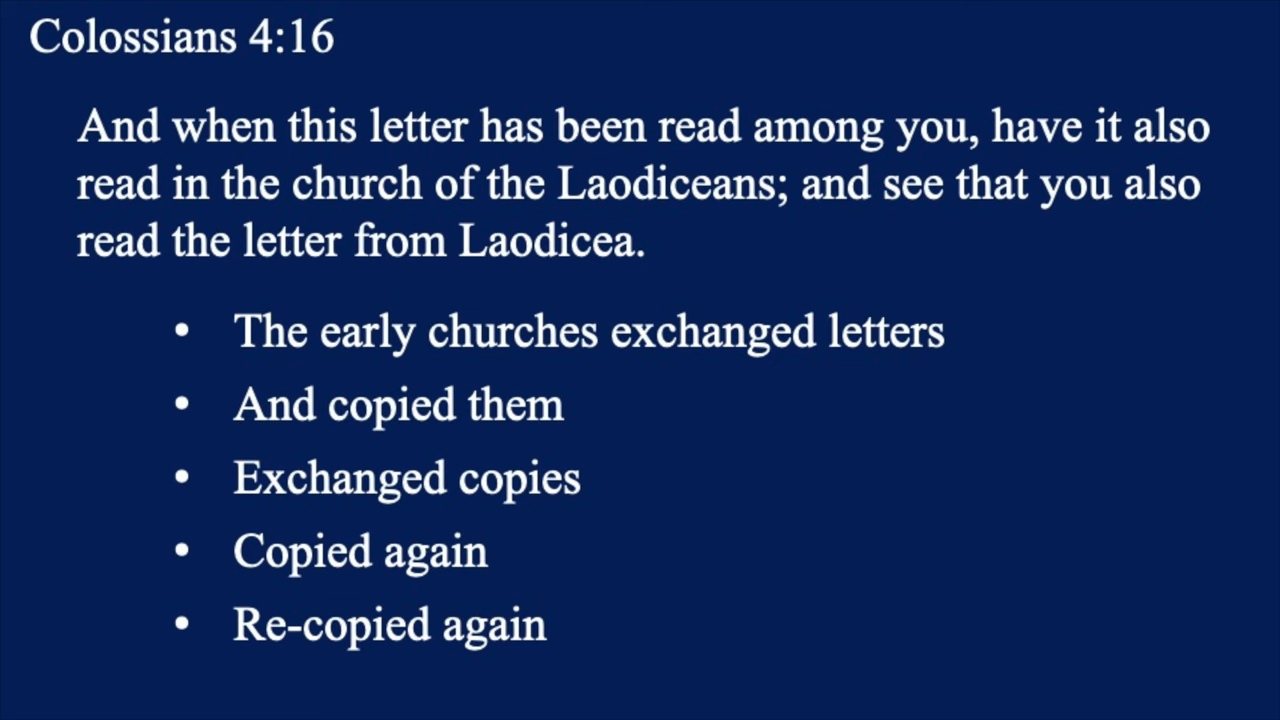 Colossians 4:16
And when this letter has been read among you, have it also
read in the church of the Laodiceans; and see that you also
read the letter from Laodicea.
• The early churches exchanged letters
• And copied them
• Exchanged copies
• Copied again
• Re-copied again